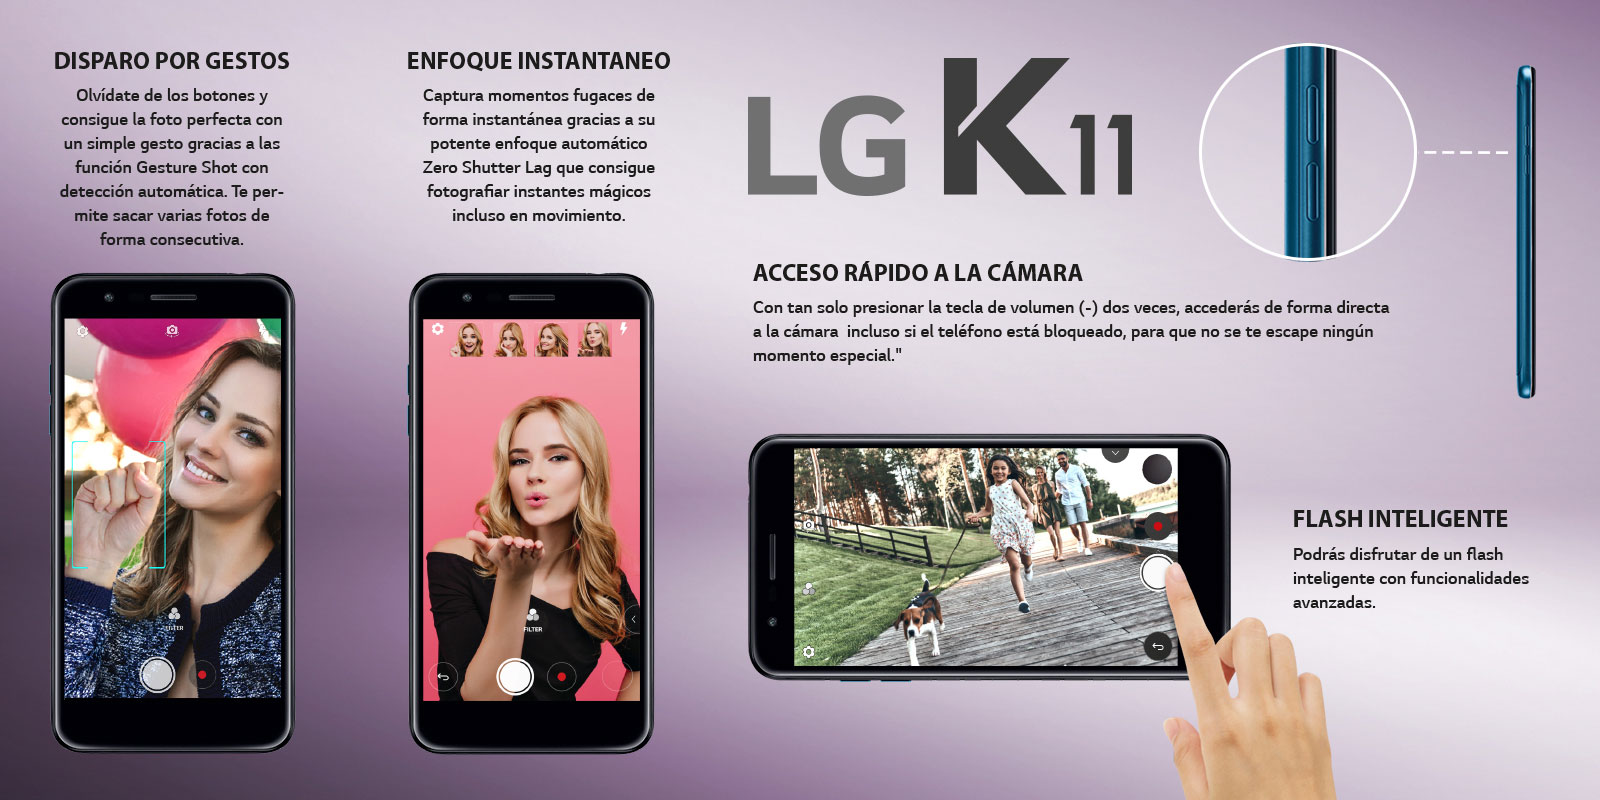 DISPARO POR GESTOS
Olvídate de los botones y
consigue la foto perfecta con
un simple gesto gracias a las
función Gesture Shot con
detección automática. Te per-
mite sacar varias fotos de
forma consecutiva.
FILTER
ENFOQUE INSTANTANEO
Captura momentos fugaces de
forma instantánea gracias a su
potente enfoque automático
Zero Shutter Lag que consigue
fotografiar instantes mágicos
incluso en movimiento.
FILTER
LG K11
ACCESO RÁPIDO A LA CÁMARA
Con tan solo presionar la tecla de volumen (-) dos veces, accederás de forma directa
a la cámara  incluso si el teléfono está bloqueado, para que no se te escape ningún
momento especial."
FLASH INTELIGENTE
Podrás disfrutar de un flash
inteligente con funcionalidades
avanzadas.